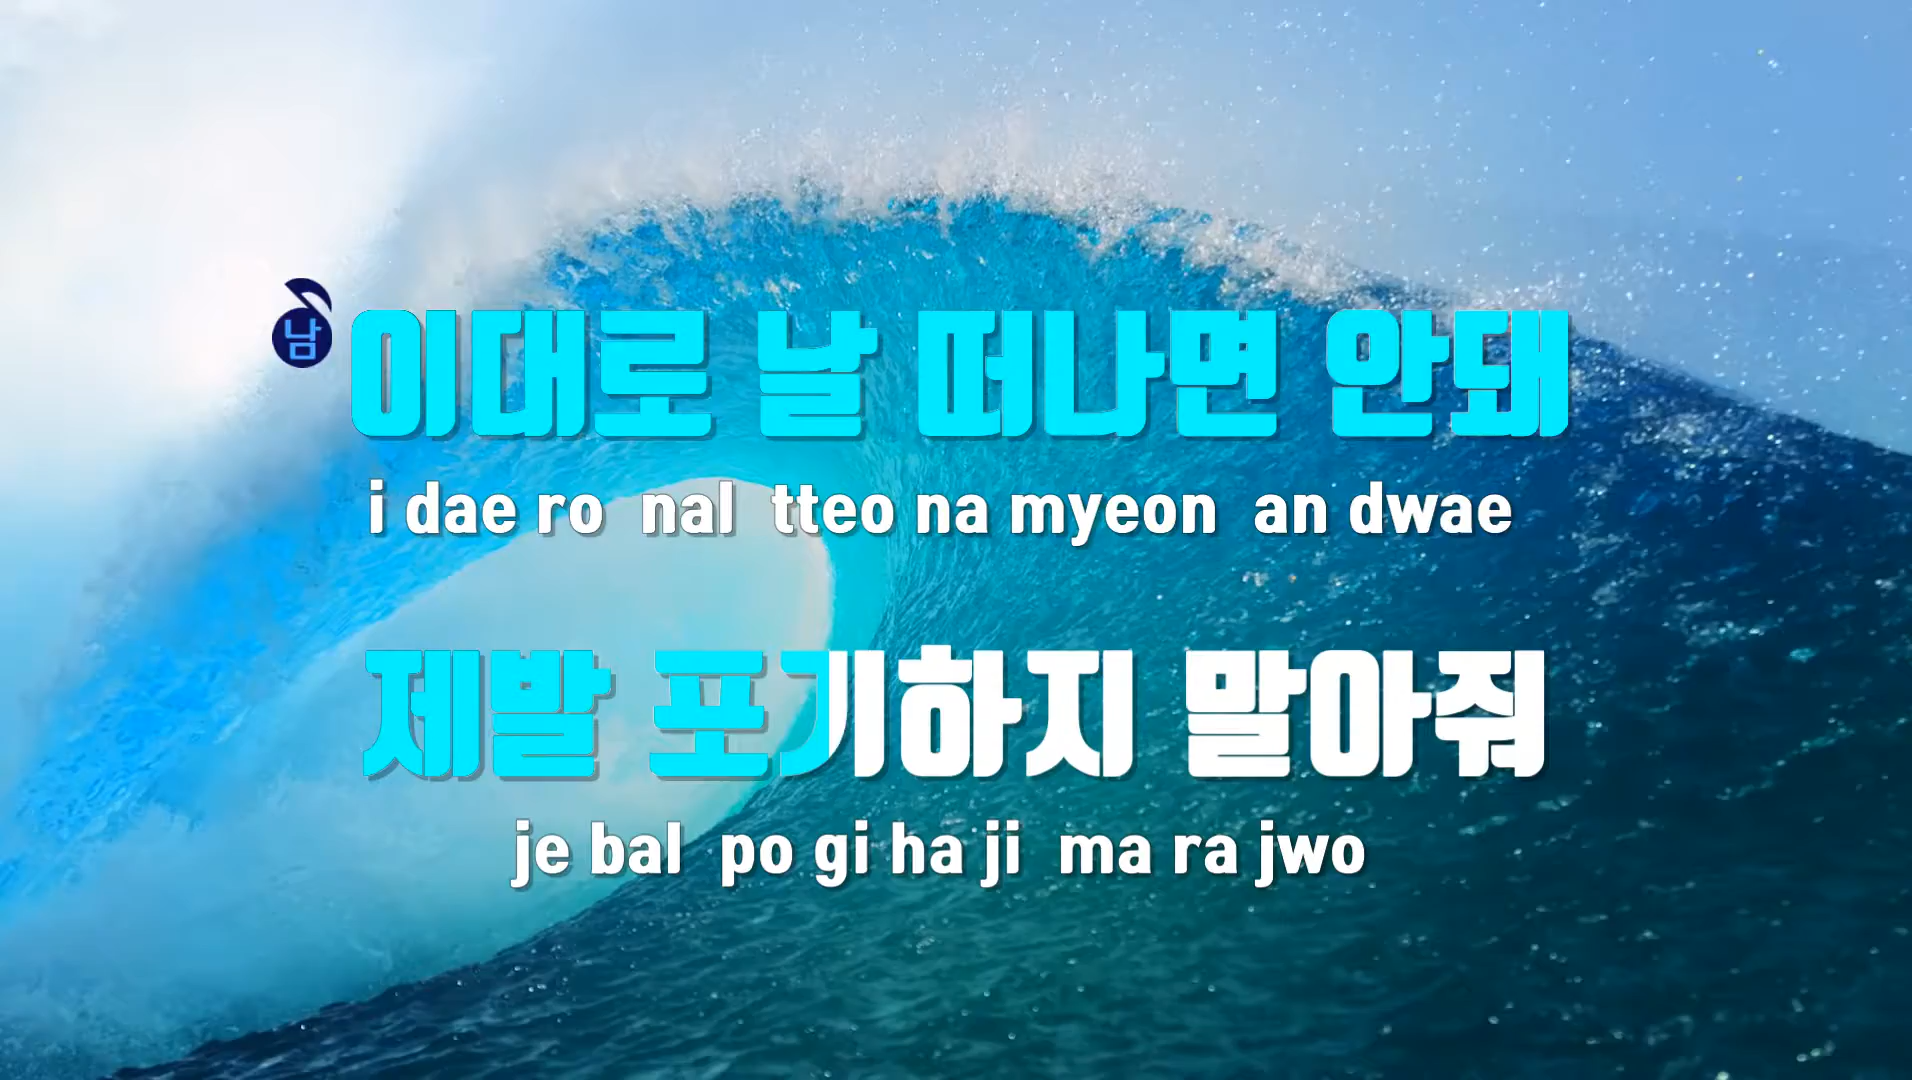 남 이대로 날 떠나면 안돼
i dae ro nal tteo na myeon an dwae
제발 포기하지 말아줘
je bal po gi ha ji ma ra jwo